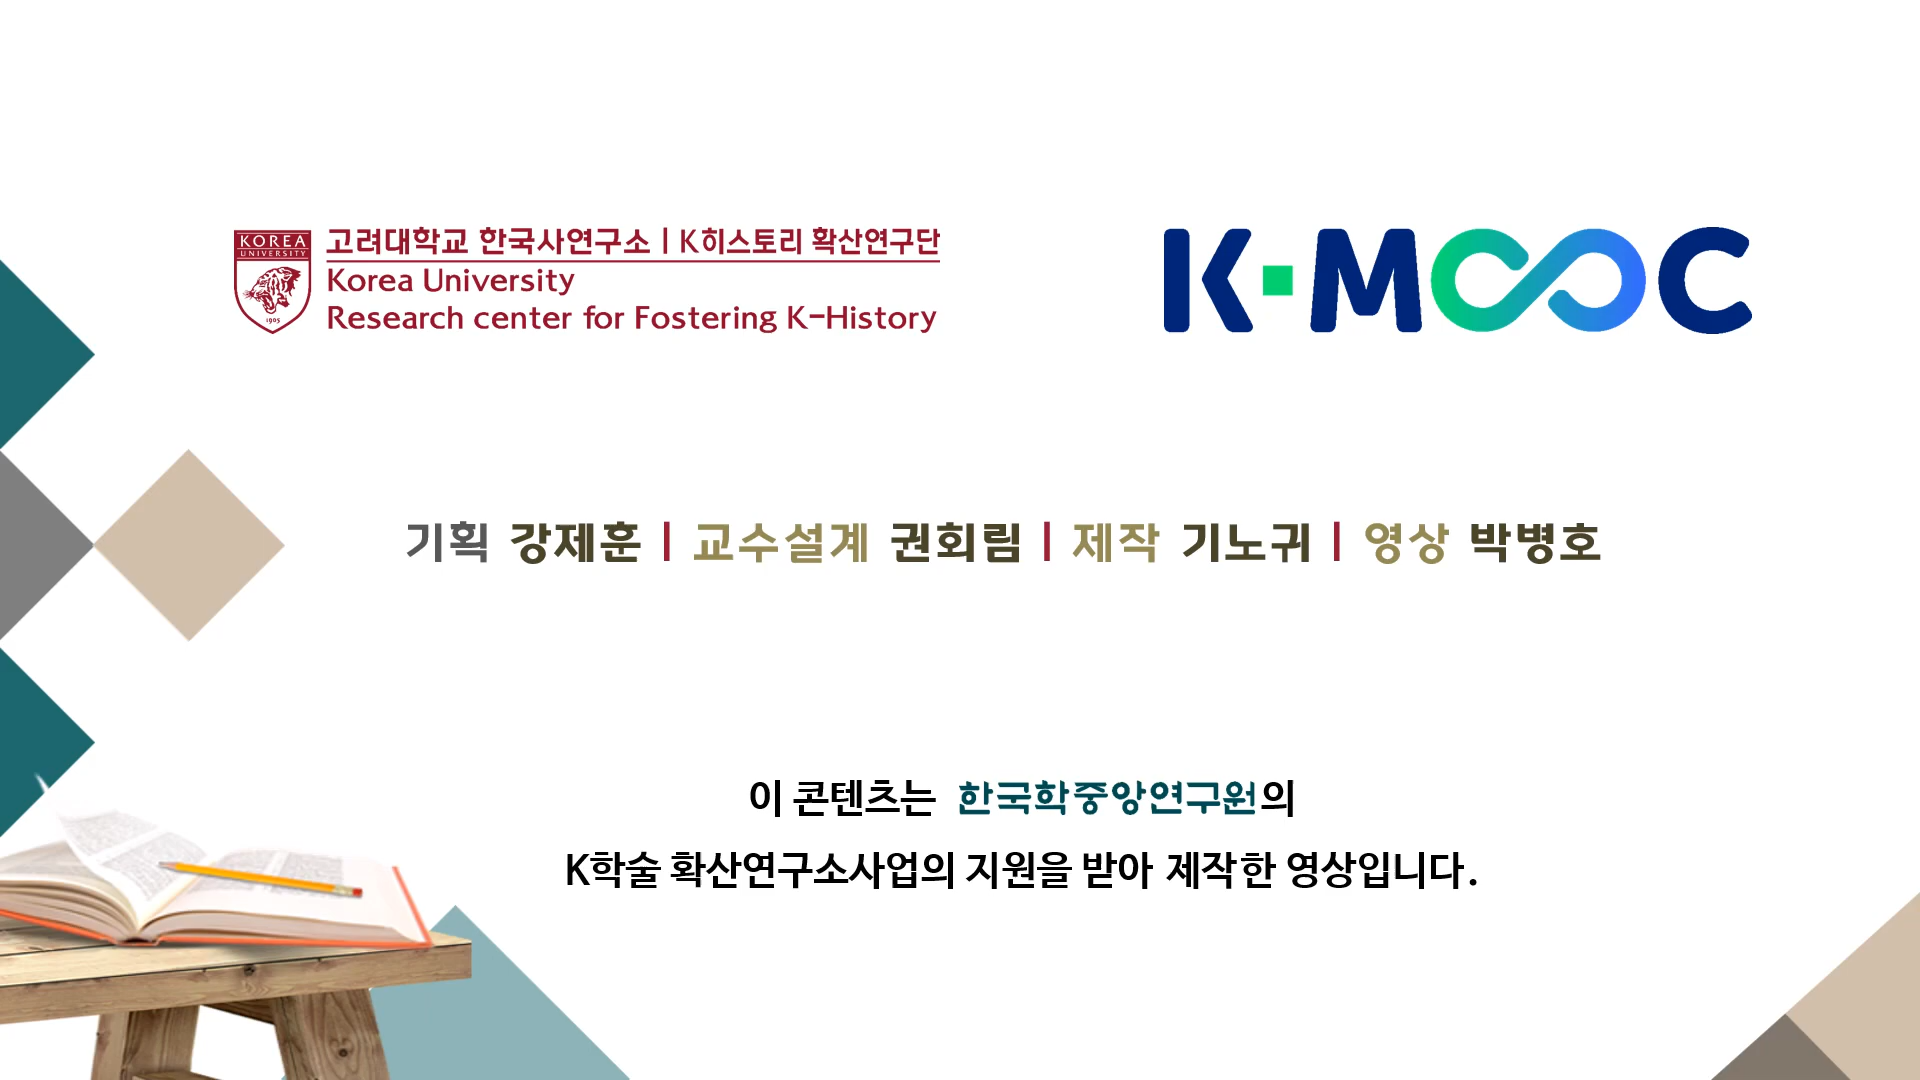 KOREA
UNIVERSITY
1905
고려대학교 한국사연구소 | K히스토리 확산연구단
Korea University
Research center for Fostering K-History
K·MOOC
기획 강제훈 | 교수설계 권회림 | 제작 기노귀 | 영상 박병호
이 콘텐츠는 한국학중앙연구원의
K학술 확산연구소사업의 지원을 받아 제작한 영상입니다.